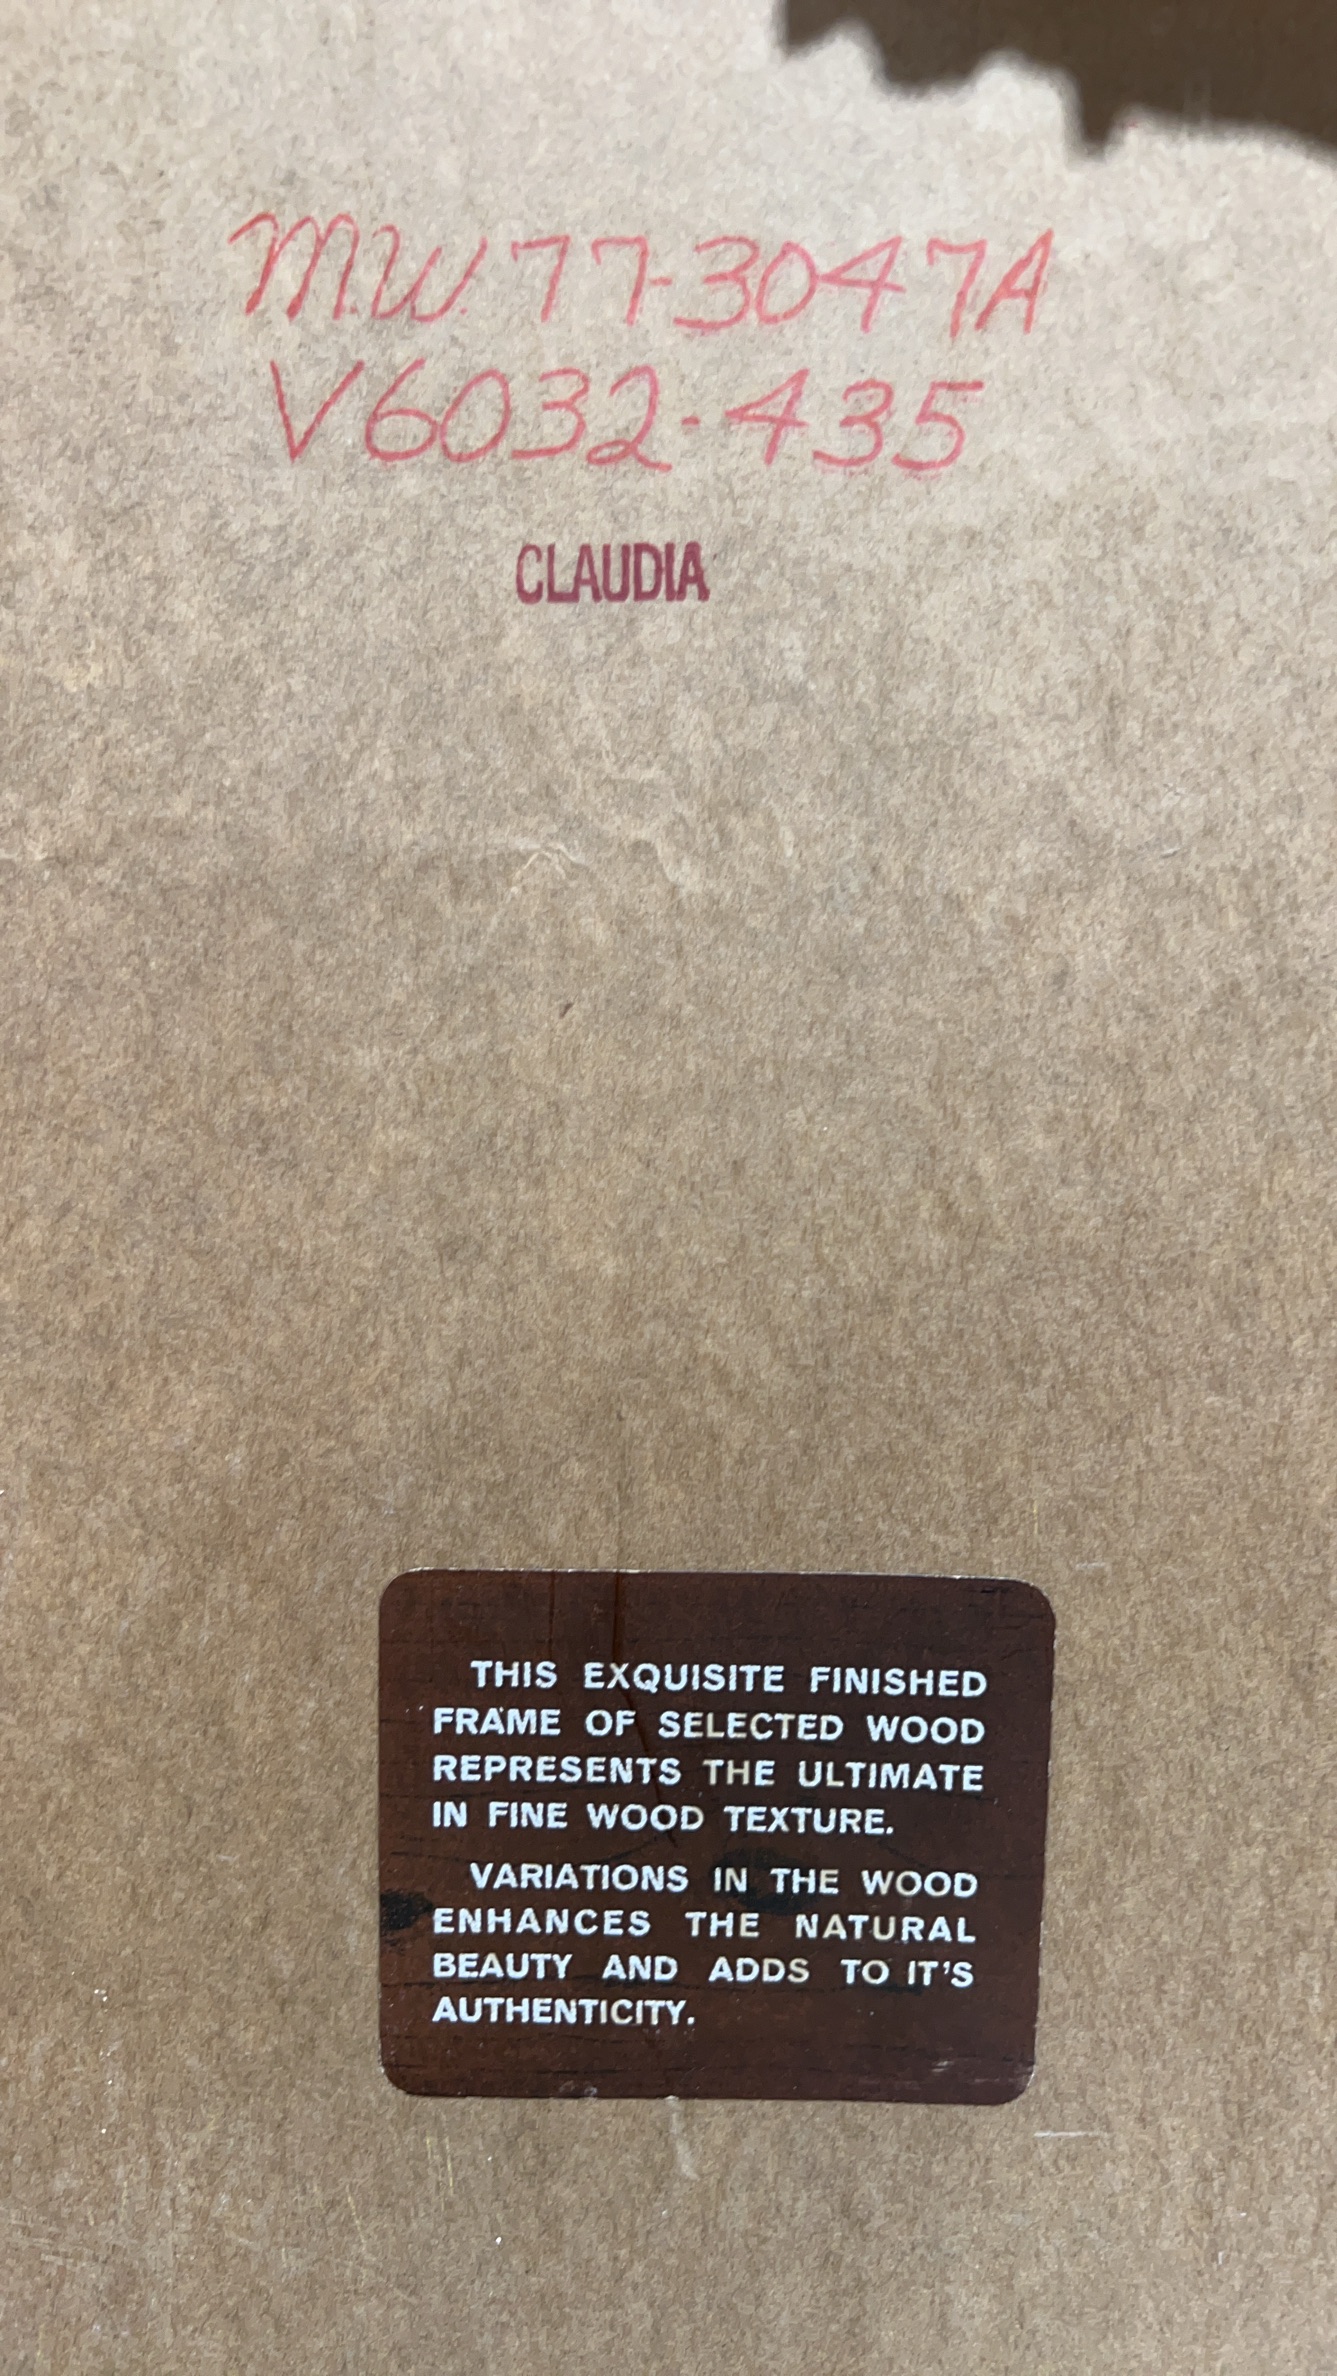 M.W. 77-3047A
V6032-435
CLAUDIA
THIS EXQUISITE FINISHED
FRAME OF SELECTED WOOD
REPRESENTS THE ULTIMATE
IN FINE WOOD TEXTURE.
VARIATIONS IN THE WOOD
ENHANCES THE NATURAL
BEAUTY AND ADDS TO IT'S
AUTHENTICITY.